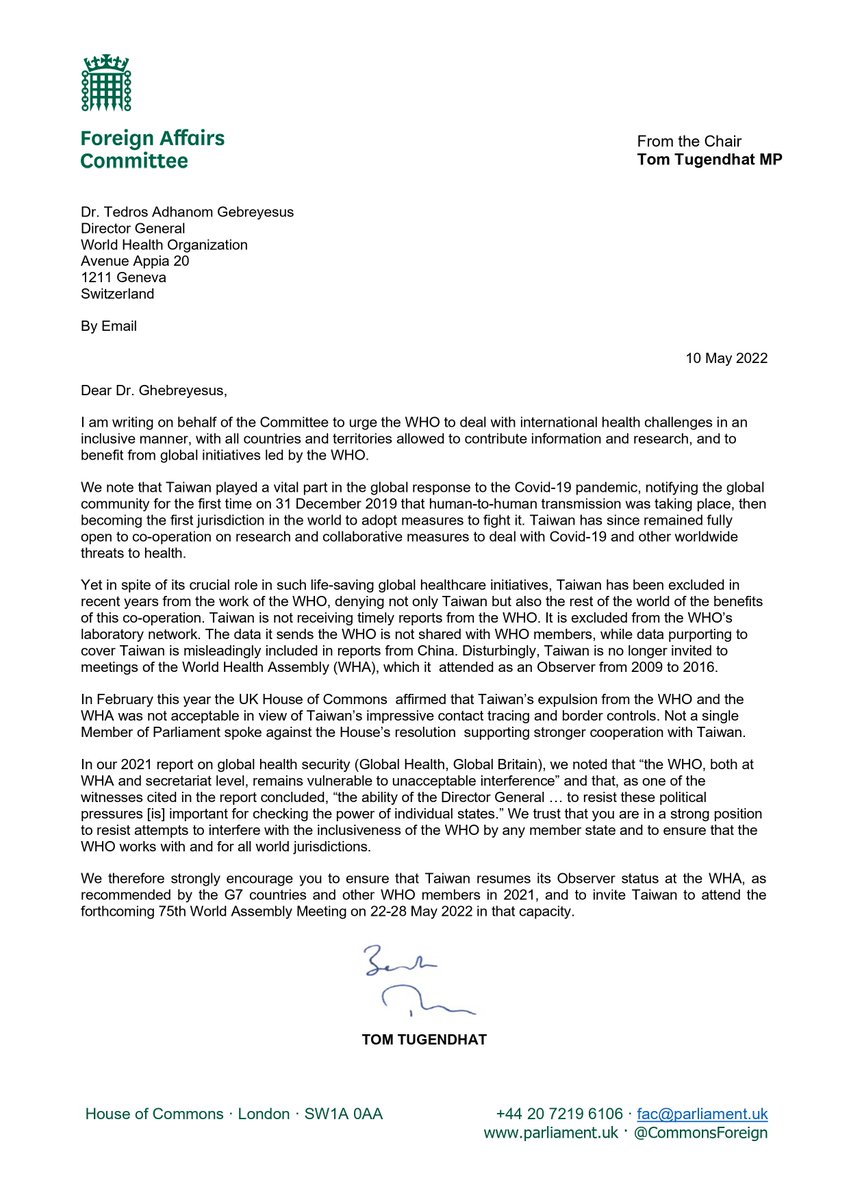 Foreign Affairs
Committee
From the Chair
Tom Tugendhat MP
Dr. Tedros Adhanom Gebreyesus
Director General
World Health Organization
Avenue Appia 20
1211 Geneva
Switzerland
By Email
10 May 2022
Dear Dr. Ghebreyesus,
I am writing on behalf of the Committee to urge the WHO to deal with international health challenges in an
inclusive manner, with all countries and territories allowed to contribute information and research, and to
benefit from global initiatives led by the WHO.
We note that Taiwan played a vital part in the global response to the Covid-19 pandemic, notifying the global
community for the first time on 31 December 2019 that human-to-human transmission was taking place, then
becoming the first jurisdiction in the world to adopt measures to fight it. Taiwan has since remained fully
open to co-operation on research and collaborative measures to deal with Covid-19 and other worldwide
threats to health.
Yet in spite of its crucial role in such life-saving global healthcare initiatives, Taiwan has been excluded in
recent years from the work of the WHO, denying not only Taiwan but also the rest of the world of the benefits
of this co-operation. Taiwan is not receiving timely reports from the WHO. It is excluded from the WHO's
laboratory network. The data it sends the WHO is not shared with WHO members, while data purporting to
cover Taiwan is misleadingly included in reports from China. Disturbingly, Taiwan is no longer invited to
meetings of the World Health Assembly (WHA), which it attended as an Observer from 2009 to 2016.
In February this year the UK House of Commons affirmed that Taiwan's expulsion from the WHO and the
WHA was not acceptable in view of Taiwan's impressive contact tracing and border controls. Not a single
Member of Parliament spoke against the House's resolution supporting stronger cooperation with Taiwan.
In our 2021 report on global health security (Global Health, Global Britain), we noted that "the WHO, both at
WHA and secretariat level, remains vulnerable to unacceptable interference" and that, as one of the
witnesses cited in the report concluded, "the ability of the Director General … to resist these political
pressures [is] important for checking the power of individual states." We trust that you are in a strong position
to resist attempts to interfere with the inclusiveness of the WHO by any member state and to ensure that the
WHO works with and for all world jurisdictions.
We therefore strongly encourage you to ensure that Taiwan resumes its Observer status at the WHA, as
recommended by the G7 countries and other WHO members in 2021, and to invite Taiwan to attend the
forthcoming 75th World Assembly Meeting on 22-28 May 2022 in that capacity.
TOM TUGENDHAT
House of Commons · London · SW1A 0AA
+44 20 7219 6106 · fac@parliament.uk
www.parliament.uk · @CommonsForeign